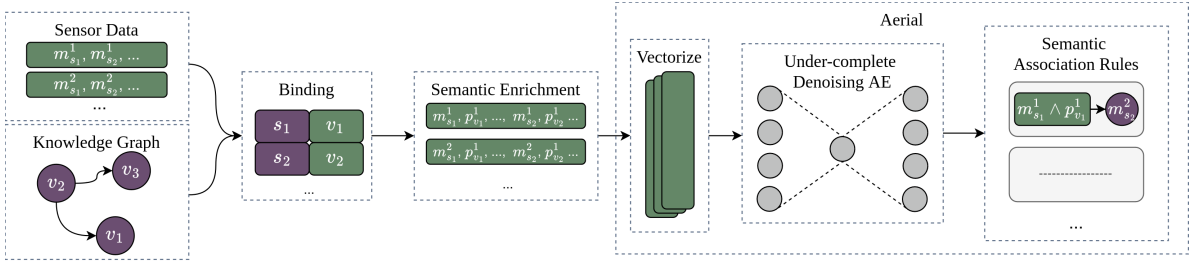 Sensor Data
$m^1_{s_1}, m^1_{s_2}, ...$
$m^2_{s_1}, m^2_{s_2}, ...$
...
Knowledge Graph
$v_2$
$v_3$
$v_1$
Binding
$s_1$ $v_1$
$s_2$ $v_2$
...
Semantic Enrichment
$m^1_{s_1}, p^1_{v_1}, ..., m^1_{s_2}, p^1_{v_2} ...$
$m^2_{s_1}, p^1_{v_1}, ..., m^2_{s_2}, p^1_{v_2} ...$
...
Aerial
Vectorize
Under-complete
Denoising AE
Semantic
Association Rules
$m^1_{s_1} \wedge p^1_{v_1}$ $m^2_{s_2}$
-----------------
...